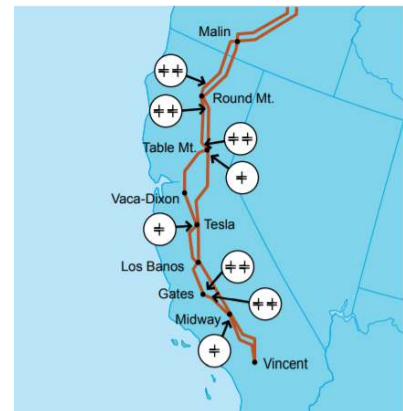 Malin
Round Mt.
Table Mt.
Vaca-Dixon
Tesla
Los Banos
Gates
Midway
Vincent